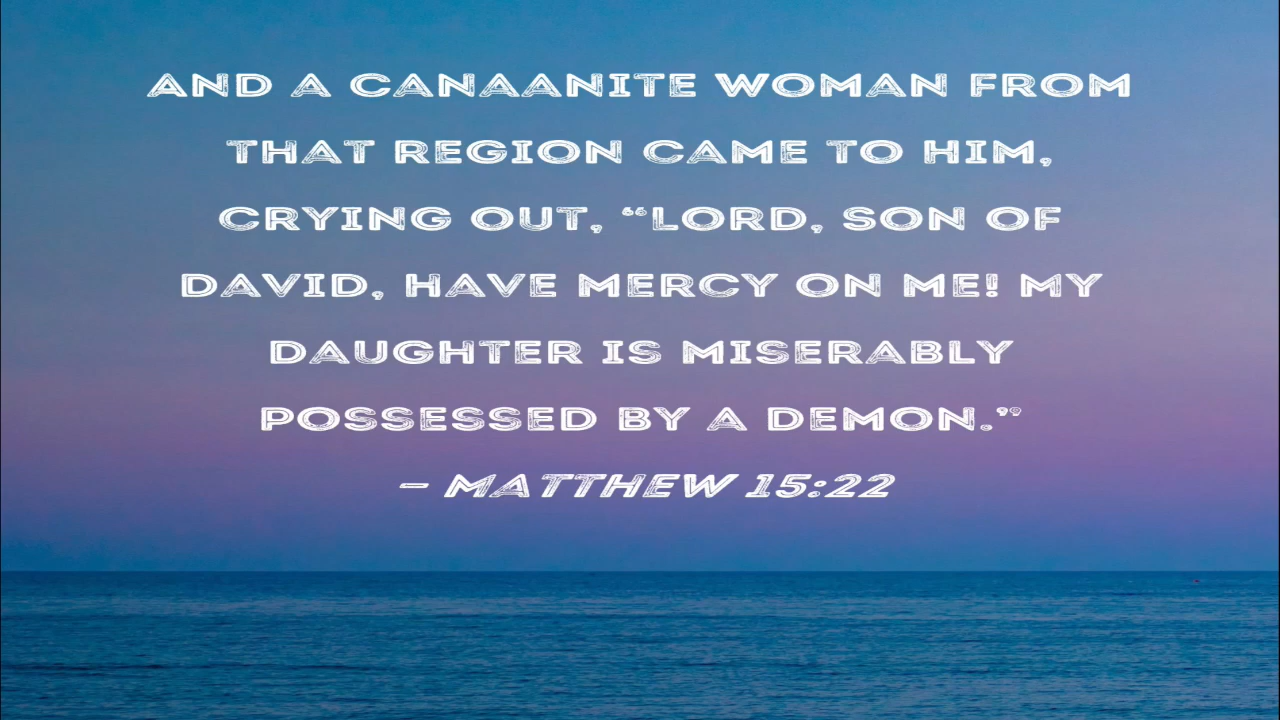 AND A CANAANITE WOMAN FROM
THAT REGION CAME TO HIM,
CRYING OUT, “LORD, SON OF
DAVID, HAVE MERCY ON ME! MY
DAUGHTER IS MISERABLY
POSSESSED BY A DEMON.”
– MATTHEW 15:22